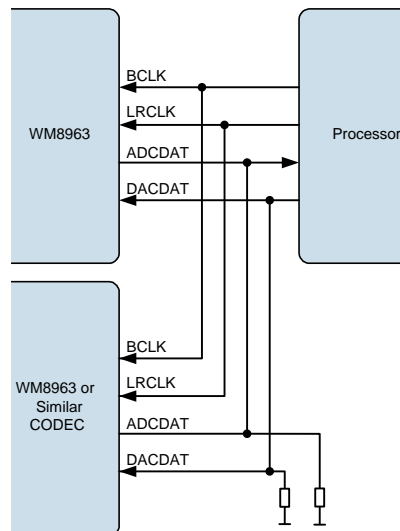 BCLK
LRCLK
WM8963
Processor
ADCDAT
DACDAT
BCLK
WM8963 or
Similar
CODEC
LRCLK
ADCDAT
DACDAT